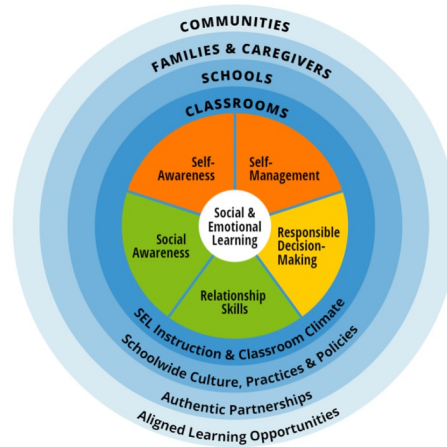 COMMUNITIES
FAMILIES & CAREGIVERS
SCHOOLS
CLASSROOMS
Self-
Awareness
Self-
Management
Social &
Emotional
Learning
Social
Awareness
Responsible
Decision-
Making
Relationship
Skills
SEL Instruction & Classroom Climate
Schoolwide Culture, Practices & Policies
Authentic Partnerships
Aligned Learning Opportunities